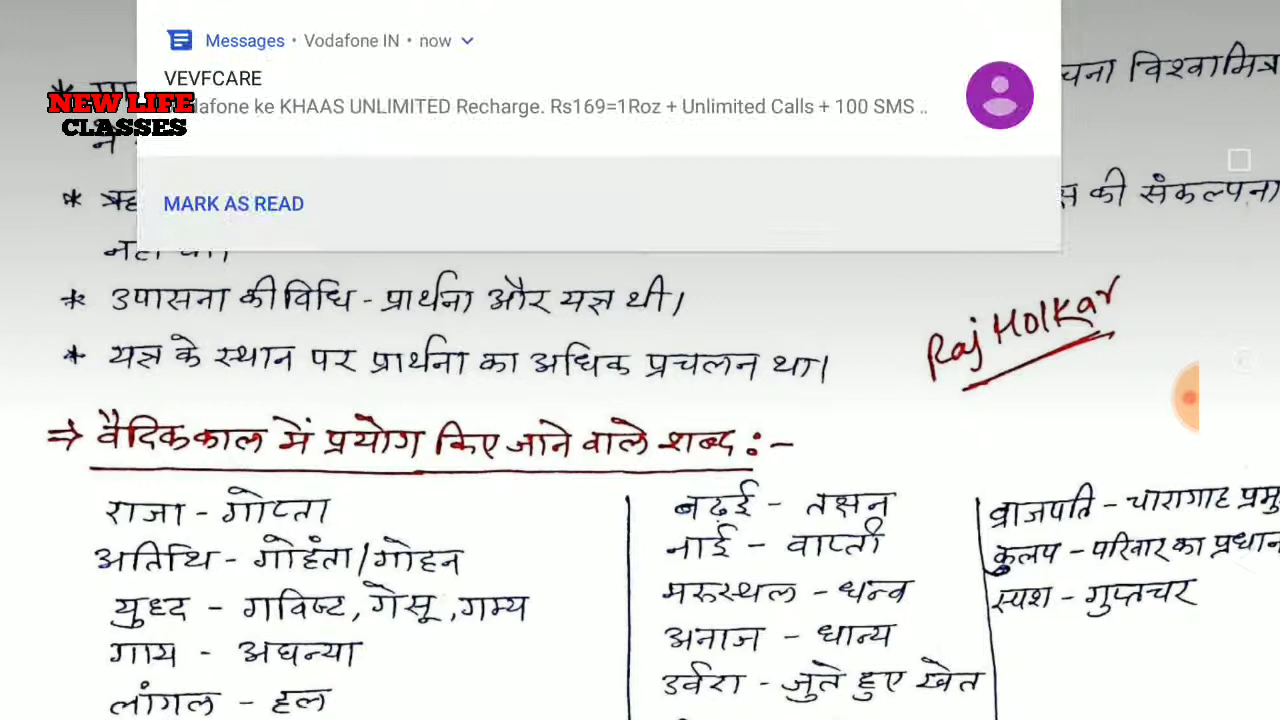 Messages • Vodafone IN • now
VEVFCARE
NEW LIFE
CLASSES
dafone ke KHAAS UNLIMITED Recharge. Rs169=1Roz + Unlimited Calls + 100 SMS ..
MARK AS READ
चना विश्वामित्र
ने
की संकल्पना
* उपासना की विधि - प्रार्थना और यज्ञ थी।
* यज्ञ के स्थान पर प्रार्थना का अधिक प्रचलन था।
Raj Holkar
⇒ वैदिक काल में प्रयोग किए जाने वाले शब्द :-
राजा - गोप्ता
अतिथि - गोहंता/गोहन
युध्द - गविष्ट, गेसू, गम्य
गाय - अघन्या
लांगल - हल
बढ़ई - तक्षन
नाई - वाप्ती
मरुस्थल - धन्व
अनाज - धान्य
उर्वरा - जुते हुए खेत
व्राजपति - चारागाह प्रमु
कुलप - परिवार का प्रधान
स्पश - गुप्तचर